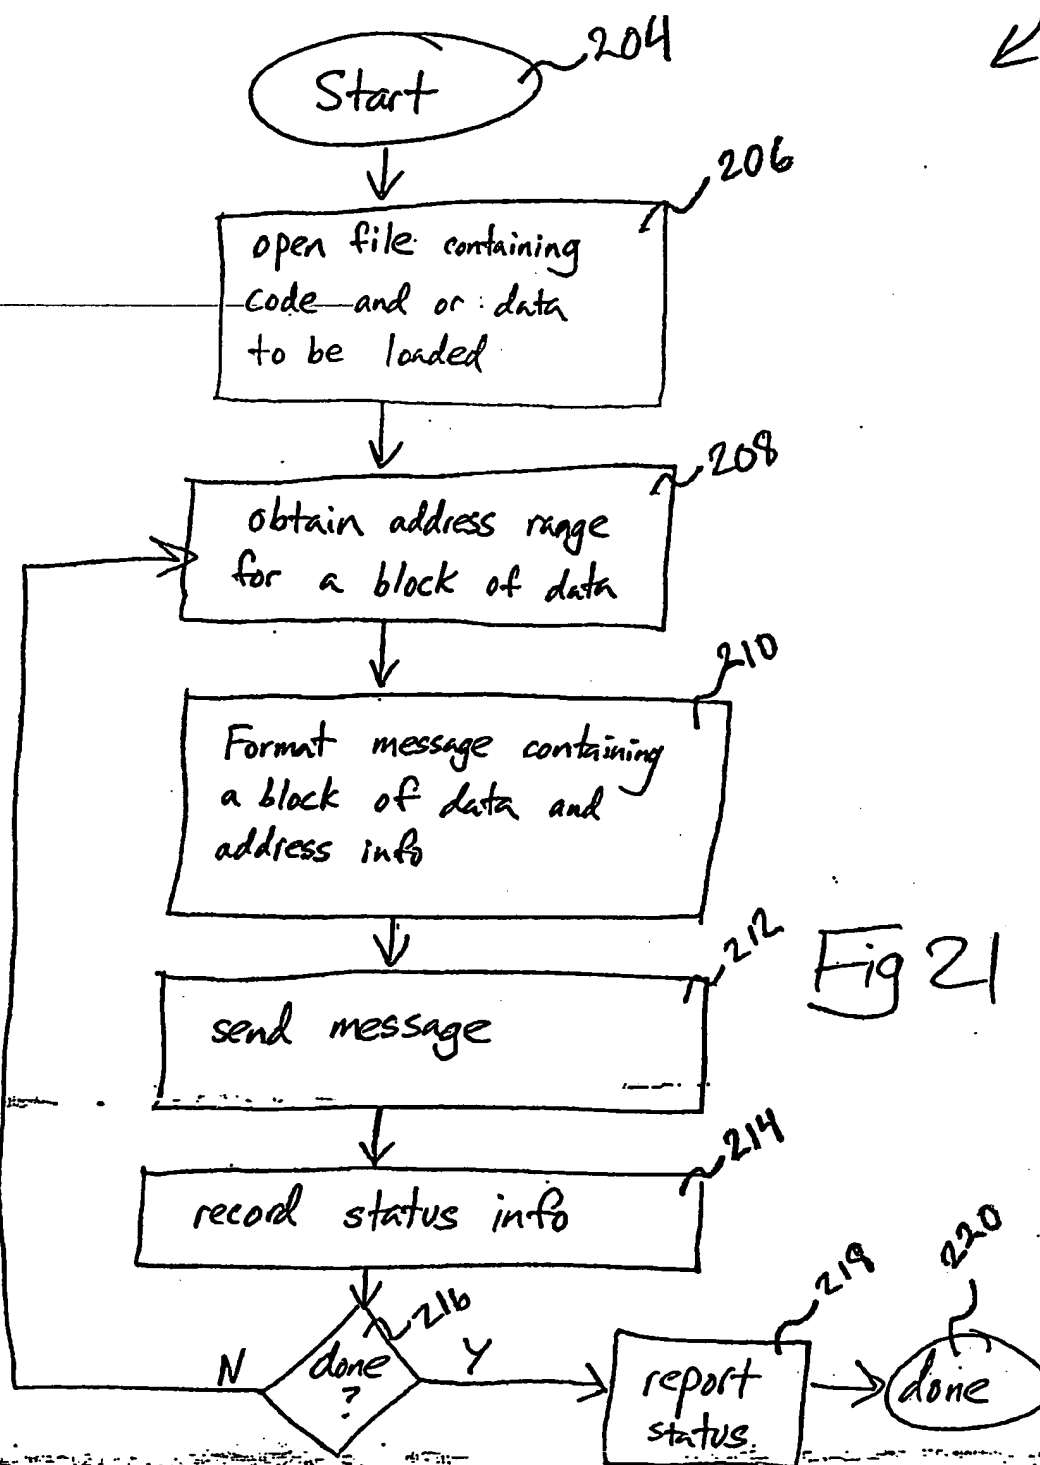 204
Start
206
open file containing
code and or data
to be loaded
208
obtain address range
for a block of data
210
Format message containing
a block of data and
address info
212
Fig 21
send message
214
record status info
216
218
220
N
done
?
Y
report
status
done